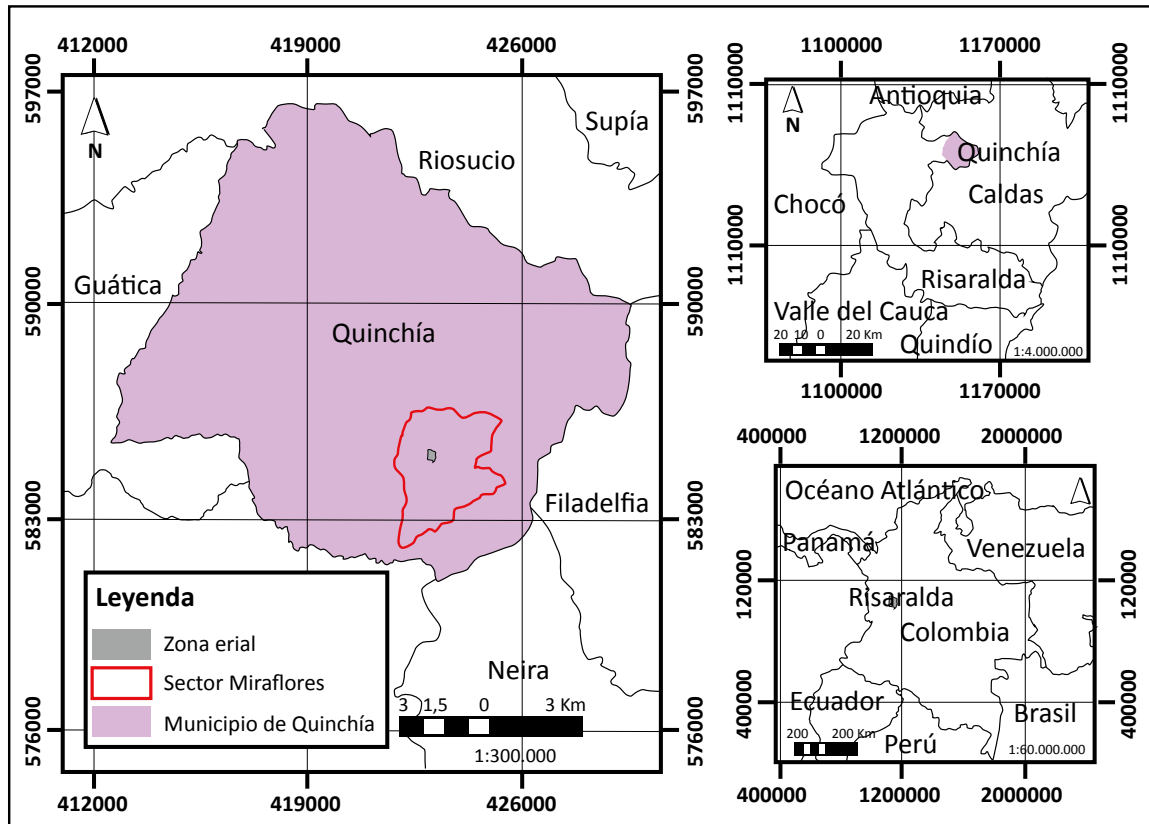 412000
419000
426000
597000
597000
N
Supía
Riosucio
Guática
590000
590000
Quinchía
583000
583000
Filadelfia
Leyenda
Zona erial
Sector Miraflores
Municipio de Quinchía
Neira
3 1,5 0 3 Km
1:300.000
576000
576000
412000
419000
426000
1100000
1170000
1110000
1110000
N
Antioquia
Quinchía
Caldas
Chocó
1110000
1110000
Risaralda
Valle del Cauca
20 10 0 20 Km
Quindío
1:4.000.000
1100000
1170000
400000
1200000
2000000
Océano Atlántico
Panamá
Venezuela
120000
120000
Risaralda
Colombia
Ecuador
Brasil
400000
400000
200 200 Km
Perú
1:60.000.000
400000
1200000
2000000